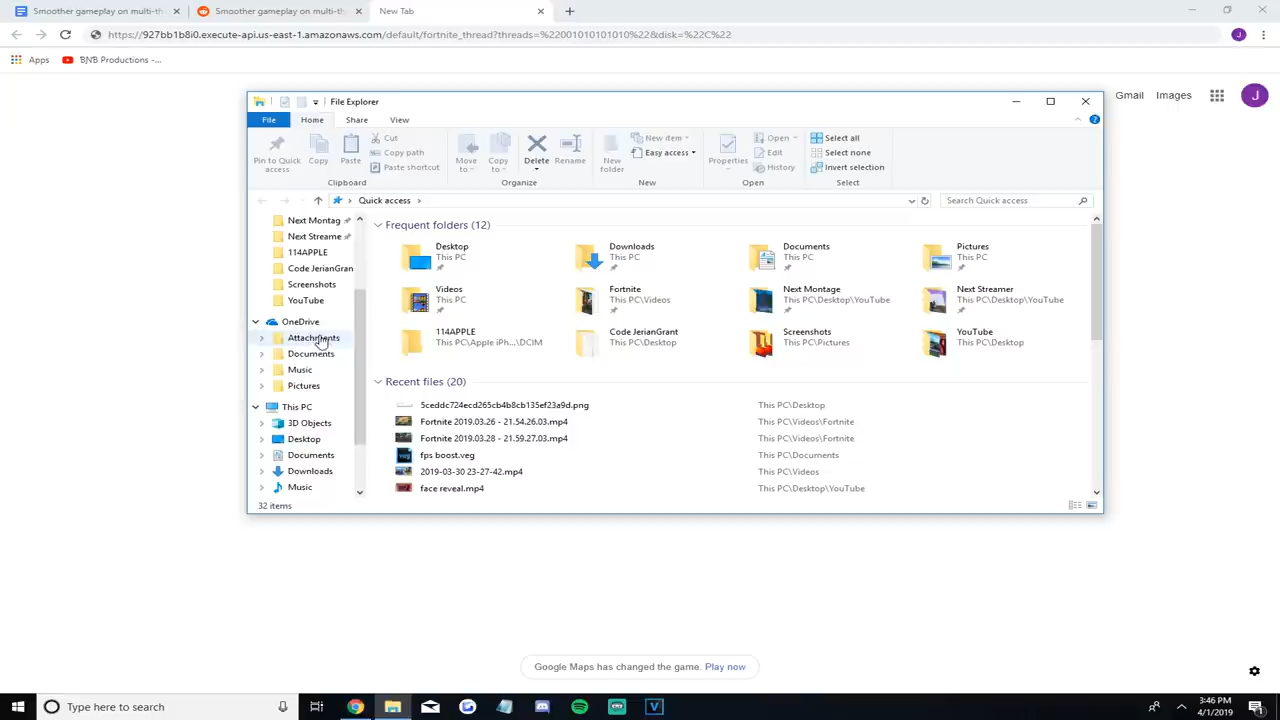 Smoother gameplay on multi-th
Smoother gameplay on multi-th
New Tab
https://927bb1b8i0.execute-api.us-east-1.amazonaws.com/default/fortnite_thread?threads=%22001010101010%22&disk=%22C%22
Apps
BNB Productions -...
Gmail
Images
J
File Explorer
File
Home
Share
View
Pin to Quick access
Copy
Paste
Cut
Copy path
Paste shortcut
Move to
Copy to
Delete
Rename
New folder
New item
Easy access
Properties
Open
Edit
History
Select all
Select none
Invert selection
Clipboard
Organize
New
Open
Select
Quick access
Search Quick access
Next Montag
Next Streame
114APPLE
Code JerianGran
Screenshots
YouTube
OneDrive
Attachments
Documents
Music
Pictures
This PC
3D Objects
Desktop
Documents
Downloads
Music
Frequent folders (12)
Desktop
This PC
Downloads
This PC
Documents
This PC
Pictures
This PC
Videos
This PC
Fortnite
This PC\Videos
Next Montage
This PC\Desktop\YouTube
Next Streamer
This PC\Desktop\YouTube
114APPLE
This PC\Apple iPh...\DCIM
Code JerianGrant
This PC\Desktop
Screenshots
This PC\Pictures
YouTube
This PC\Desktop
Recent files (20)
5ceddc724ecd265cb4b8cb135ef23a9d.png This PC\Desktop
Fortnite 2019.03.26 - 21.54.26.03.mp4 This PC\Videos\Fortnite
Fortnite 2019.03.28 - 21.59.27.03.mp4 This PC\Videos\Fortnite
fps boost.veg This PC\Documents
2019-03-30 23-27-42.mp4 This PC\Videos
face reveal.mp4 This PC\Desktop\YouTube
32 items
Google Maps has changed the game. Play now
Type here to search
3:46 PM
4/1/2019